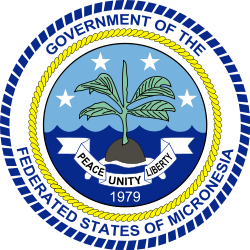 GOVERNMENT OF THE
PEACE UNITY LIBERTY
1979
FEDERATED STATES OF MICRONESIA